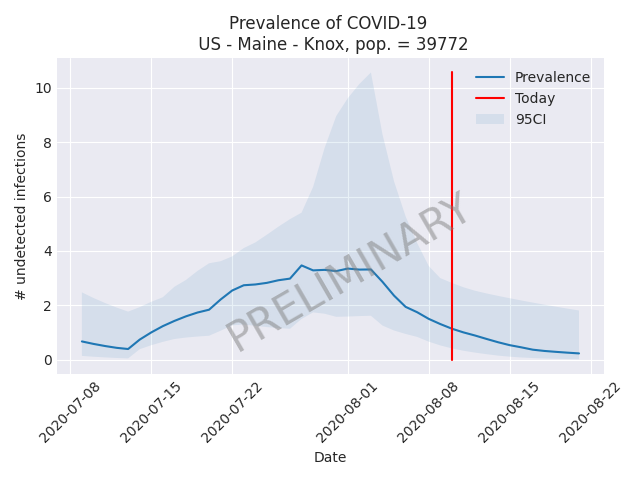 Prevalence of COVID-19
US - Maine - Knox, pop. = 39772
# undetected infections
10
8
6
4
2
0
Prevalence
Today
95CI
PRELIMINARY
2020-07-08
2020-07-15
2020-07-22
2020-08-01
2020-08-08
2020-08-15
2020-08-22
Date